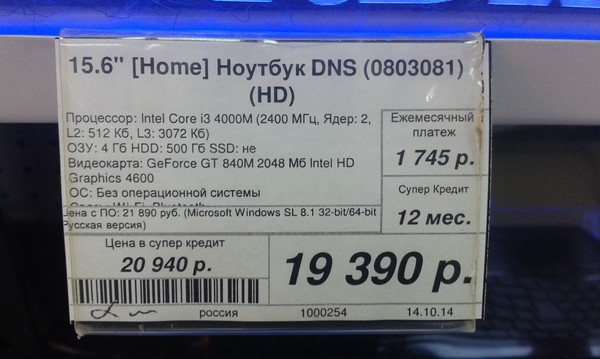 15.6" [Home] Ноутбук DNS (0803081)
(HD)
Процессор: Intel Core i3 4000M (2400 МГц, Ядер: 2,
L2: 512 Кб, L3: 3072 Кб)
ОЗУ: 4 Гб HDD: 500 Гб SSD: не
Видеокарта: GeForce GT 840M 2048 Мб Intel HD
Graphics 4600
ОС: Без операционной системы
Цена с ПО: 21 890 руб. (Microsoft Windows SL 8.1 32-bit/64-bit
Русская версия)
Ежемесячный
платеж
1 745 р.
Супер Кредит
12 мес.
Цена в супер кредит
20 940 р.
19 390 р.
россия 1000254 14.10.14